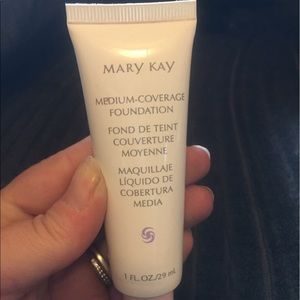 MARY KAY
MEDIUM-COVERAGE
FOUNDATION
FOND DE TEINT
COUVERTURE
MOYENNE
MAQUILLAJE
LÍQUIDO DE
COBERTURA
MEDIA
1 FL. OZ./29 mL